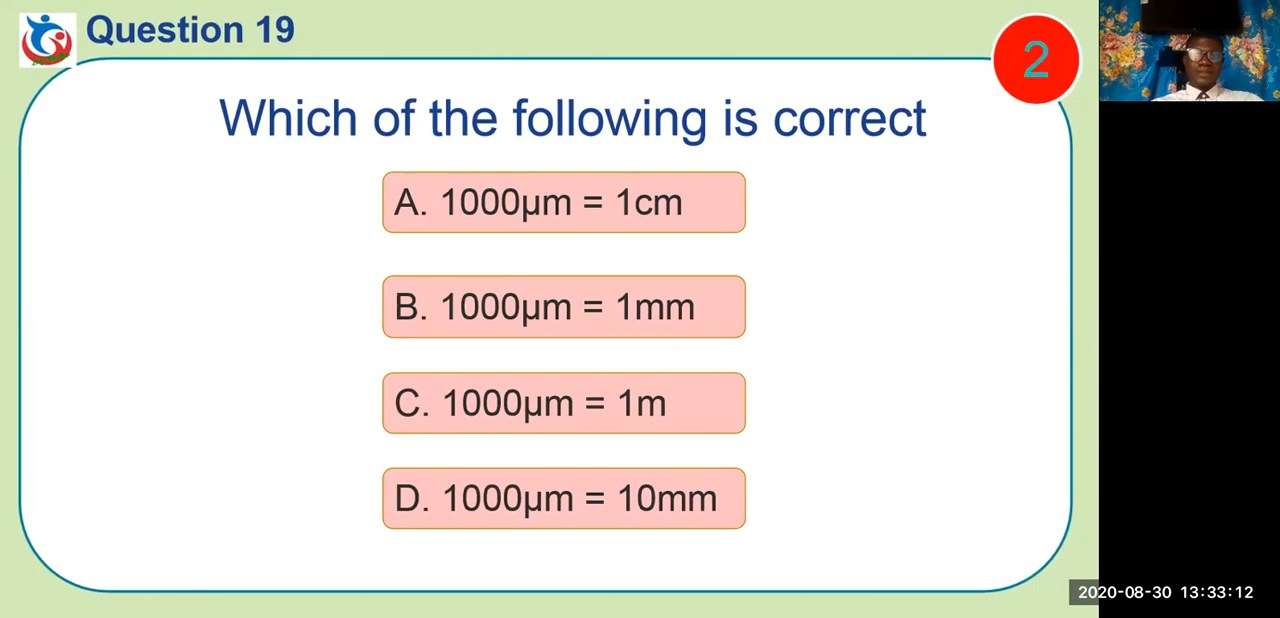 Question 19
2
Which of the following is correct
A. 1000µm = 1cm
B. 1000µm = 1mm
C. 1000µm = 1m
D. 1000µm = 10mm
2020-08-30 13:33:12